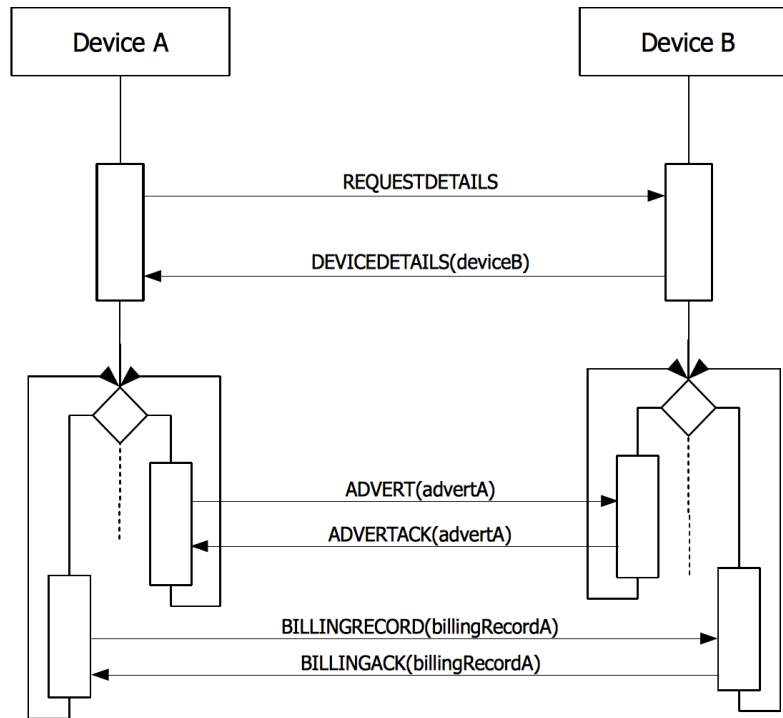 Device A
Device B
REQUESTDETAILS
DEVICEDETAILS(deviceB)
ADVERT(advertA)
ADVERTACK(advertA)
BILLINGRECORD(billingRecordA)
BILLINGACK(billingRecordA)